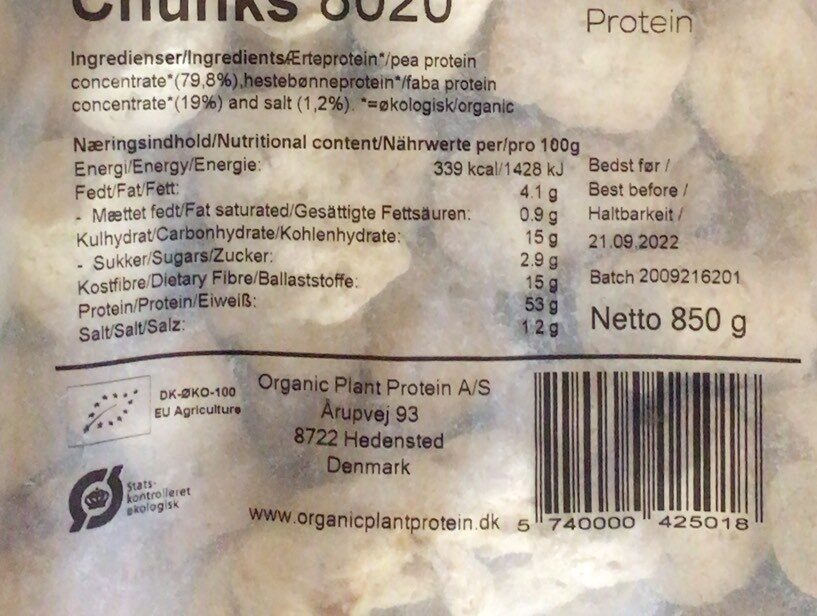 Chunks 8020
Protein
Ingredienser/Ingredients/Ærteprotein*/pea protein
concentrate*(79,8%),hestebønneprotein*/faba protein
concentrate*(19%) and salt (1,2%). *=økologisk/organic
Næringsindhold/Nutritional content/Nährwerte per/pro 100g
Energi/Energy/Energie: 339 kcal/1428 kJ
Fedt/Fat/Fett: 4.1 g
- Mættet fedt/Fat saturated/Gesättigte Fettsäuren: 0.9 g
Kulhydrat/Carbonhydrate/Kohlenhydrate: 15 g
- Sukker/Sugars/Zucker: 2.9 g
Kostfibre/Dietary Fibre/Ballaststoffe: 15 g
Protein/Protein/Eiweiß: 53 g
Salt/Salt/Salz: 1.2 g
Bedst før /
Best before /
Haltbarkeit /
21.09.2022
Batch 2009216201
Netto 850 g
DK-ØKO-100
EU Agriculture
Stats-
kontrolleret
økologisk
Ø
Organic Plant Protein A/S
Årupvej 93
8722 Hedensted
Denmark
www.organicplantprotein.dk
5 740000 425018